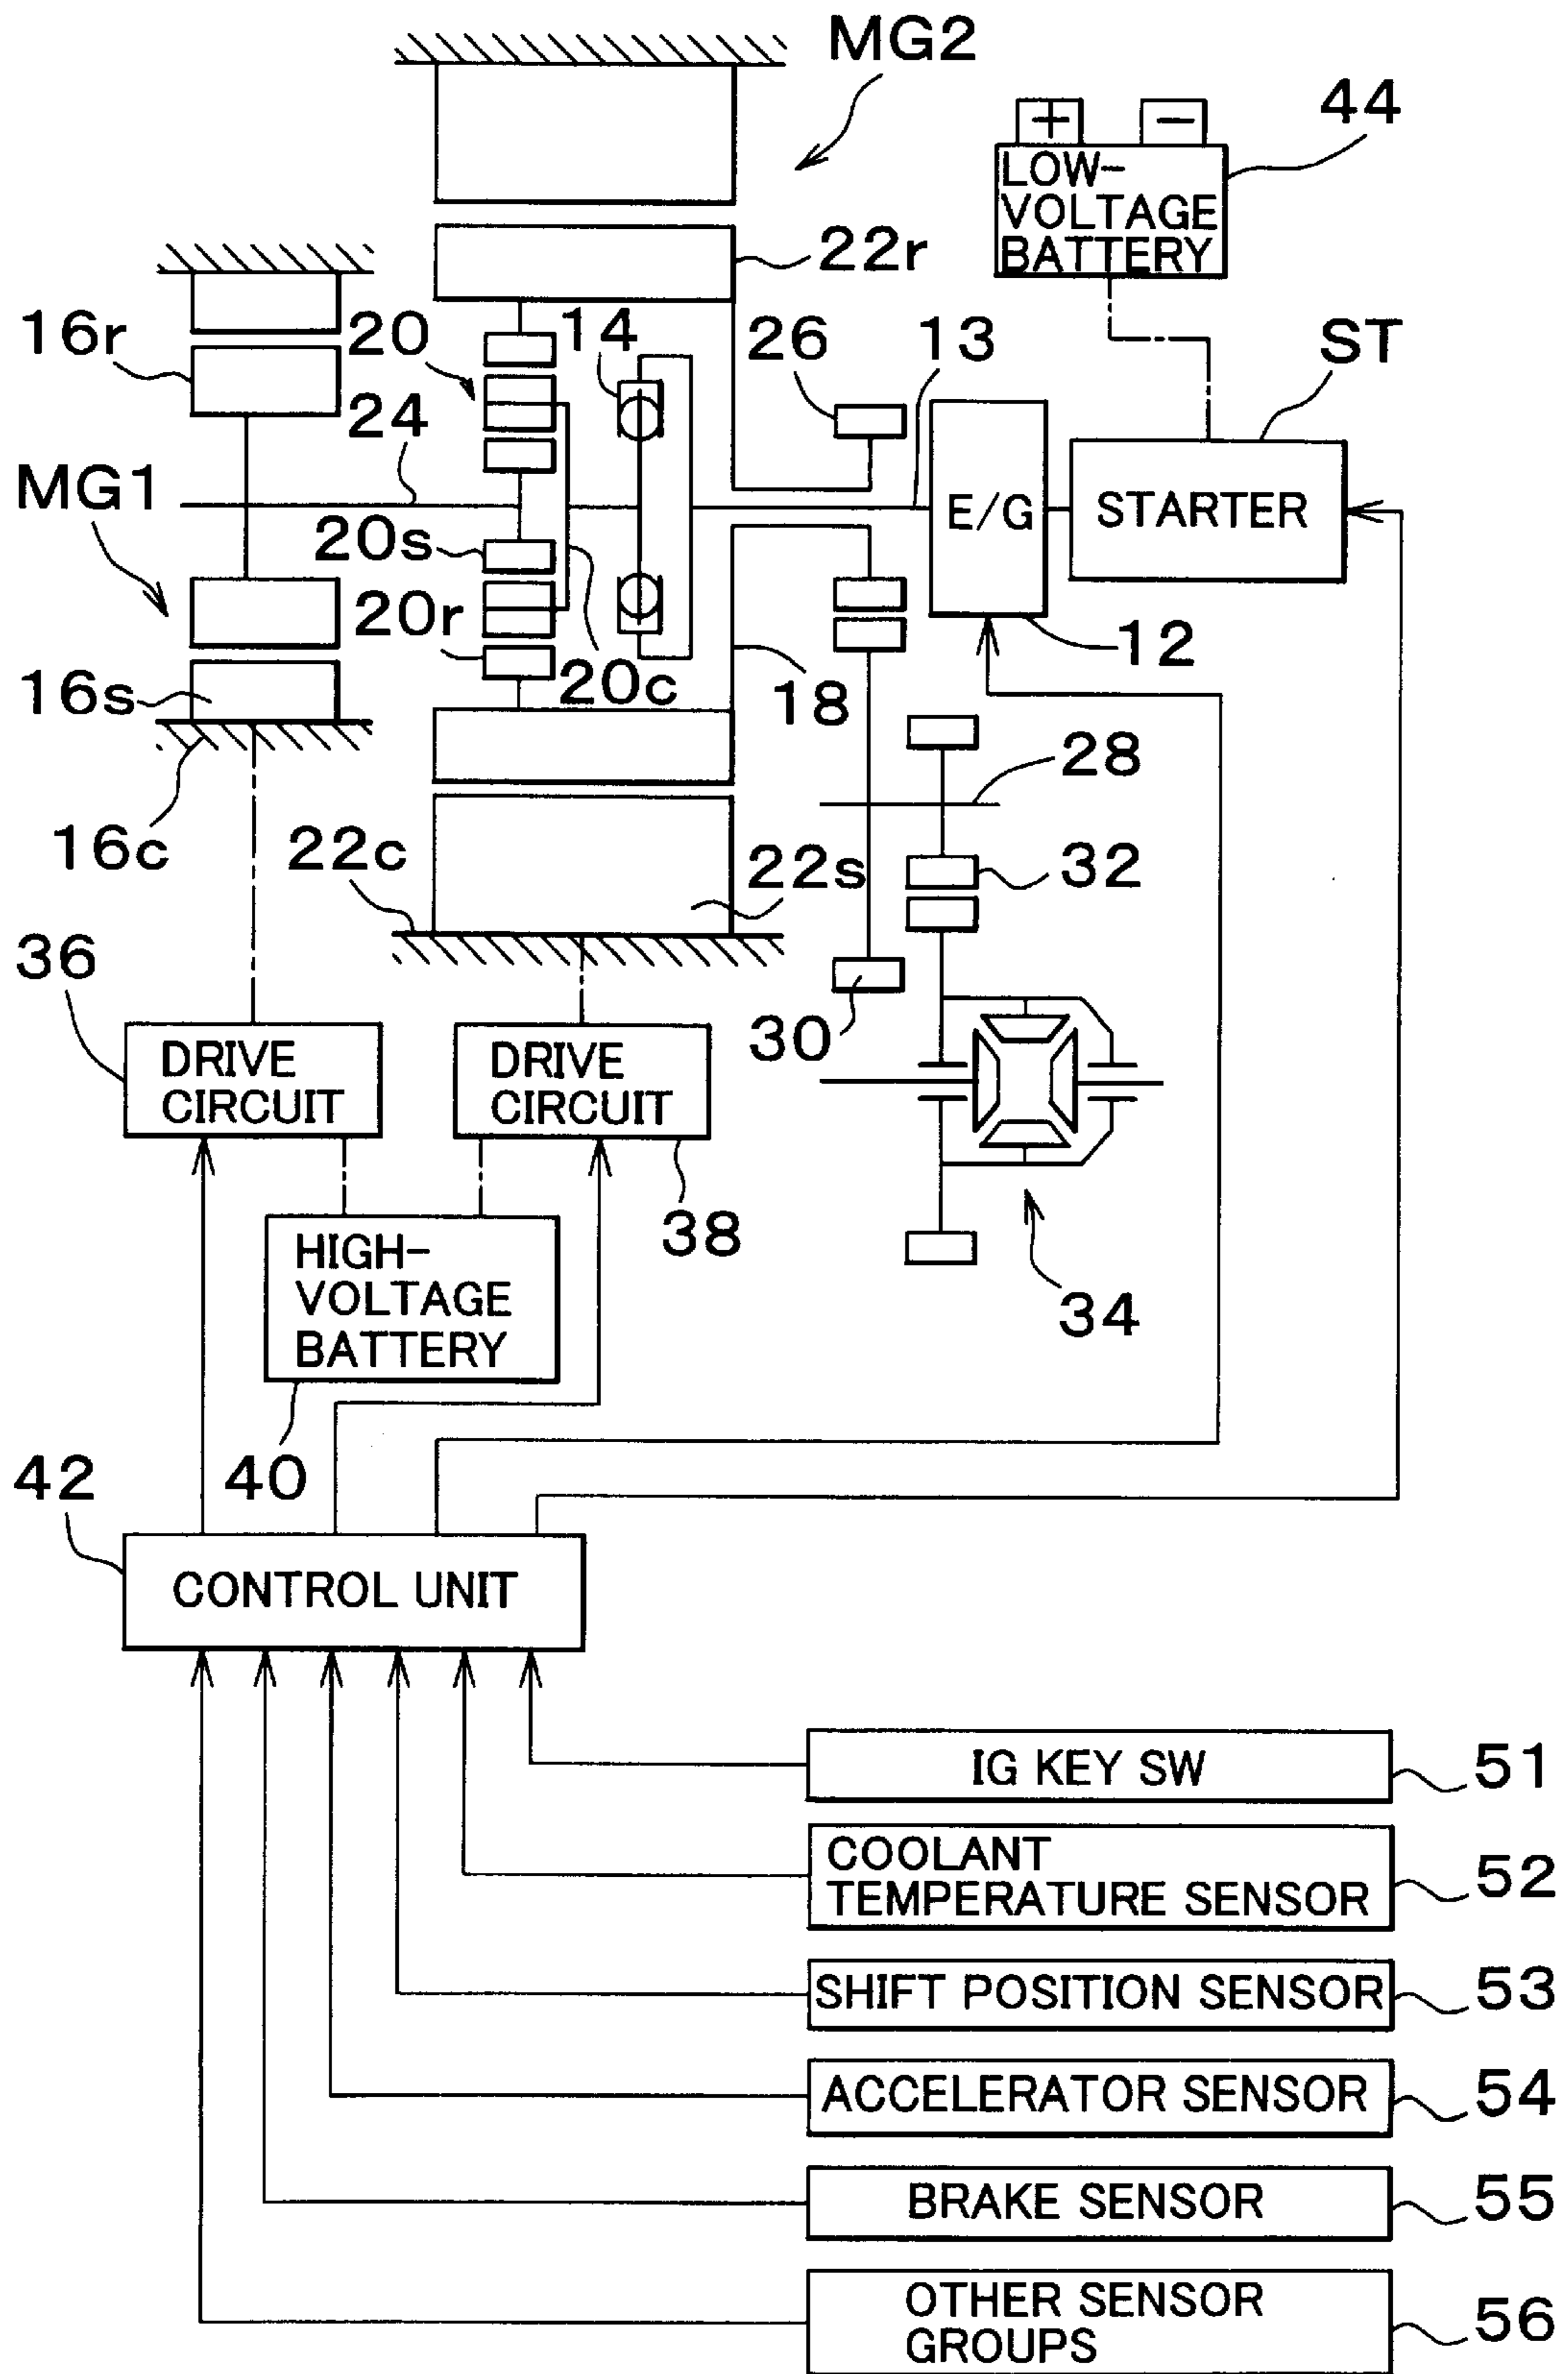 MG2
44
+
−
LOW-
VOLTAGE
BATTERY
22r
16r
20
14
26
13
ST
24
MG1
E/G
STARTER
20s
20r
12
20c
16s
18
28
16c
22c
22s
32
36
30
DRIVE
CIRCUIT
DRIVE
CIRCUIT
38
HIGH-
VOLTAGE
BATTERY
34
42
40
CONTROL UNIT
IG KEY SW
51
COOLANT
TEMPERATURE SENSOR
52
SHIFT POSITION SENSOR
53
ACCELERATOR SENSOR
54
BRAKE SENSOR
55
OTHER SENSOR
GROUPS
56